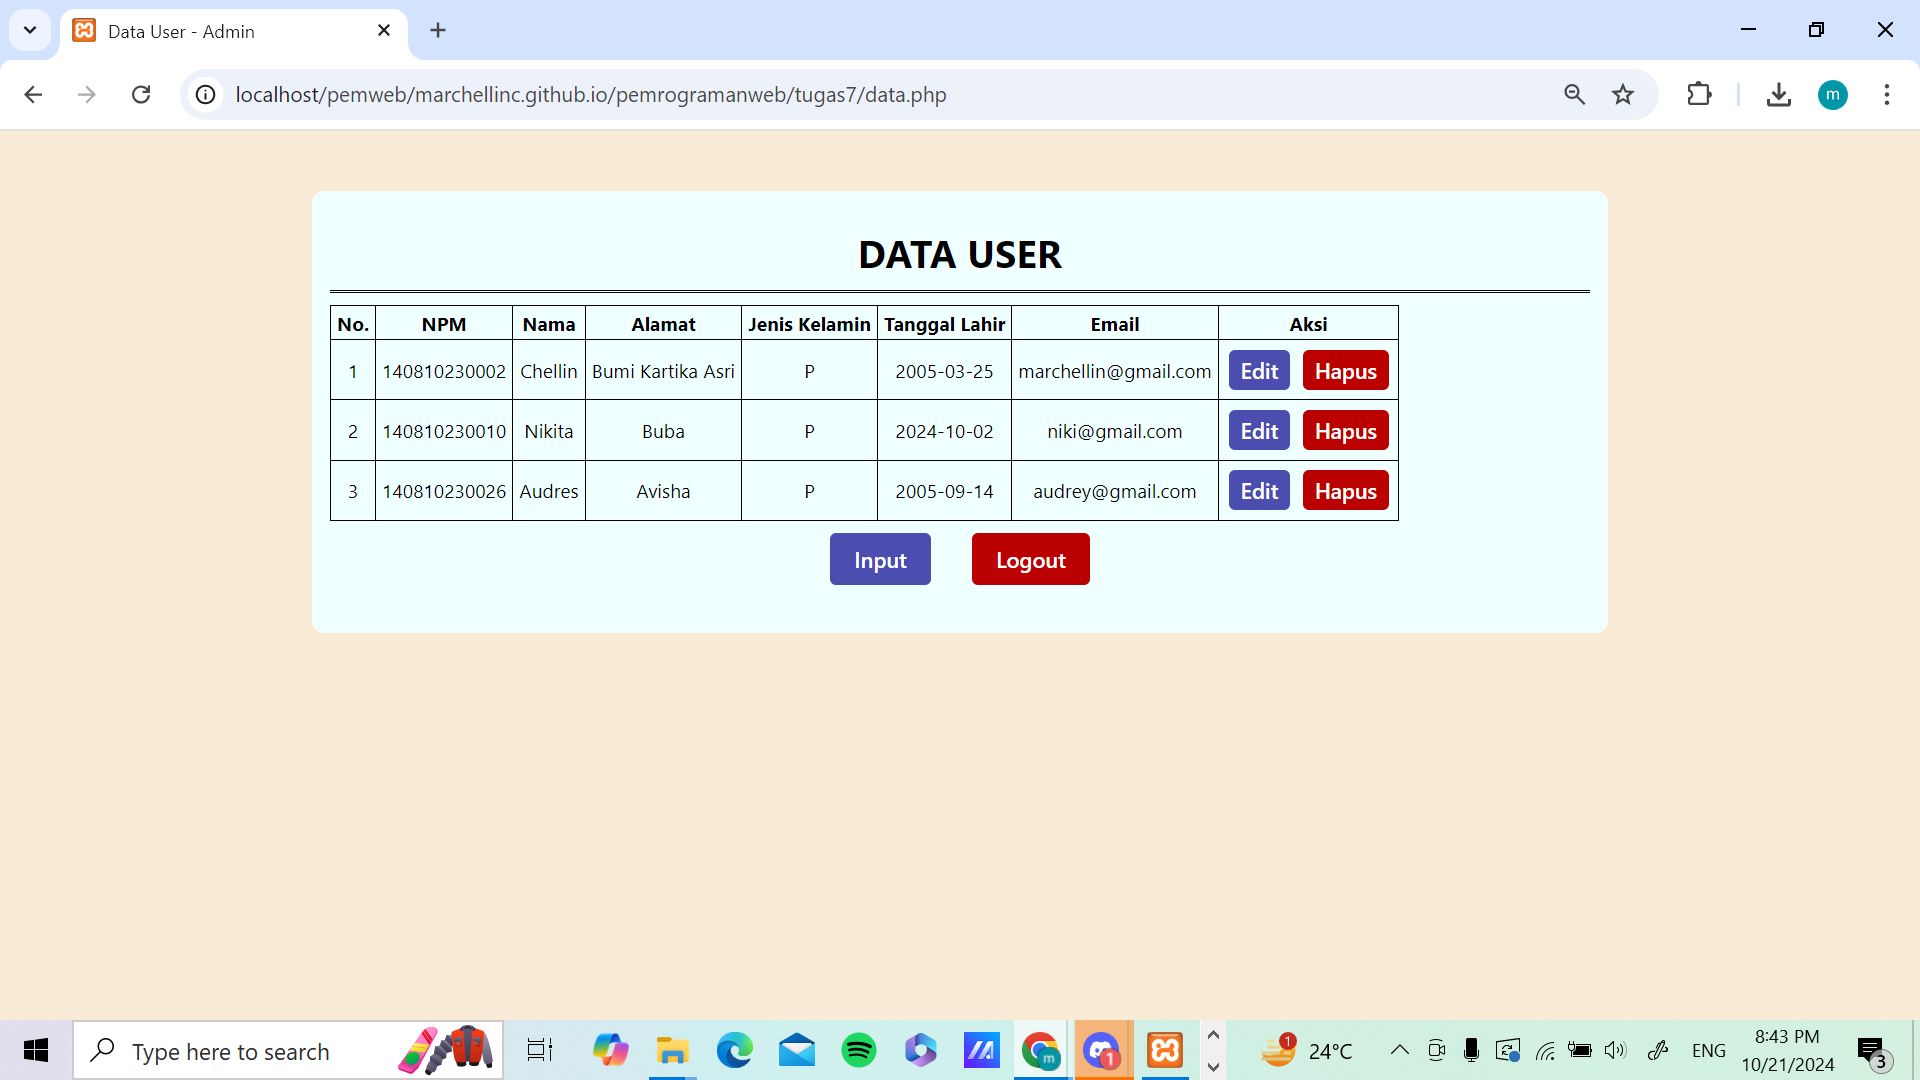 Data User - Admin
localhost/pemweb/marchellinc.github.io/pemrogramanweb/tugas7/data.php
m
DATA USER
No. NPM Nama Alamat Jenis Kelamin Tanggal Lahir Email Aksi
1 140810230002 Chellin Bumi Kartika Asri P 2005-03-25 marchellin@gmail.com Edit Hapus
2 140810230010 Nikita Buba P 2024-10-02 niki@gmail.com Edit Hapus
3 140810230026 Audres Avisha P 2005-09-14 audrey@gmail.com Edit Hapus
Input Logout
Type here to search
m
1
1
24°C
ENG
8:43 PM
10/21/2024
3